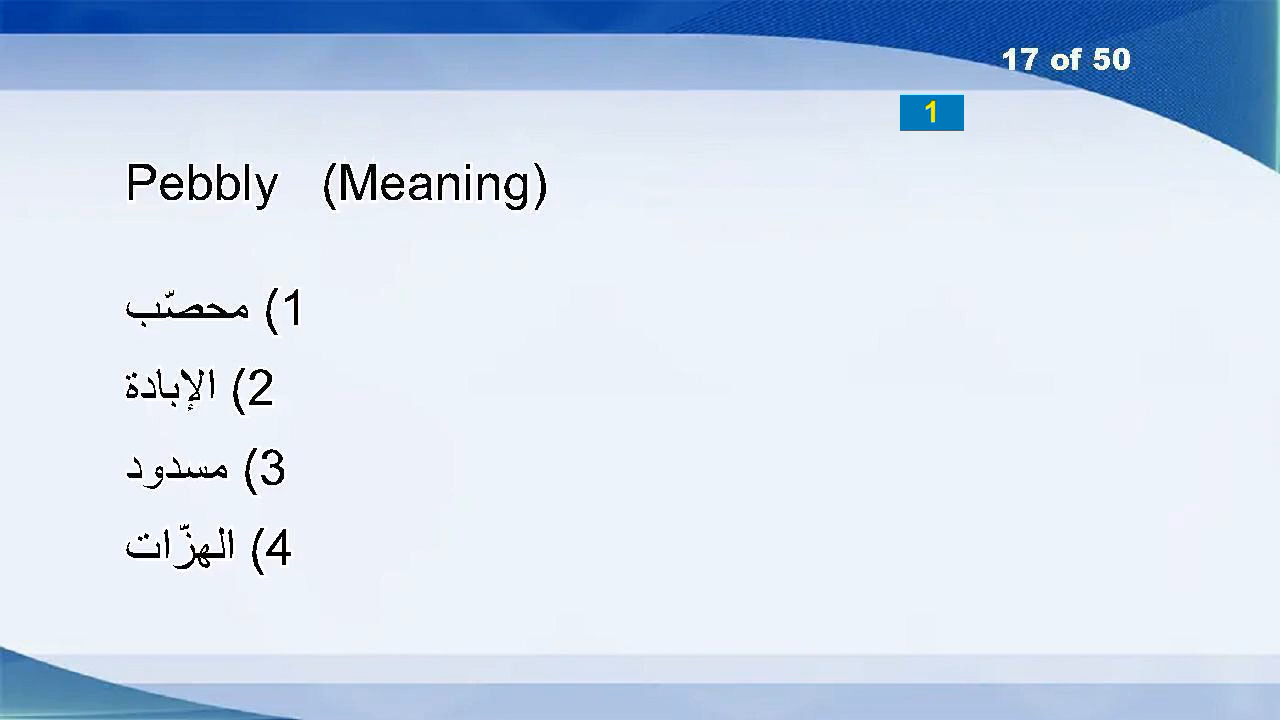 17 of 50
1
Pebbly (Meaning)
1) محصّب
2) الإبادة
3) مسدود
4) الهزّات